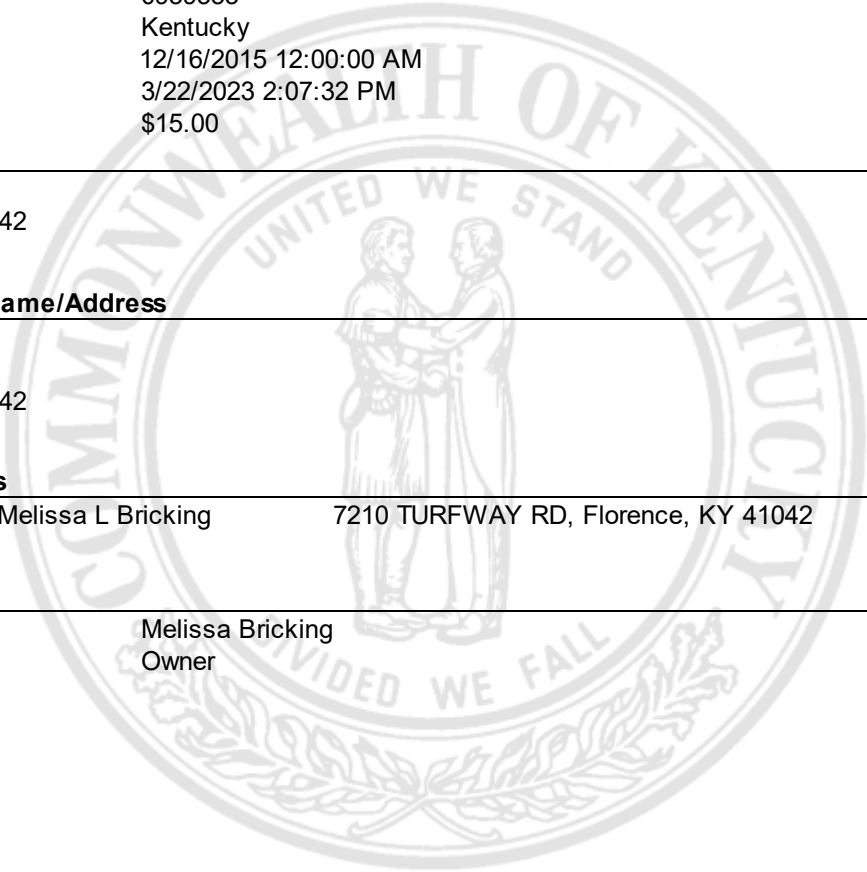 Kentucky
12/16/2015 12:00:00 AM
3/22/2023 2:07:32 PM
$15.00
42
ame/Address
42
s
Melissa L Bricking 7210 TURFWAY RD, Florence, KY 41042
Melissa Bricking
Owner
COMMONWEALTH OF KENTUCKY
UNITED WE STAND
DIVIDED WE FALL